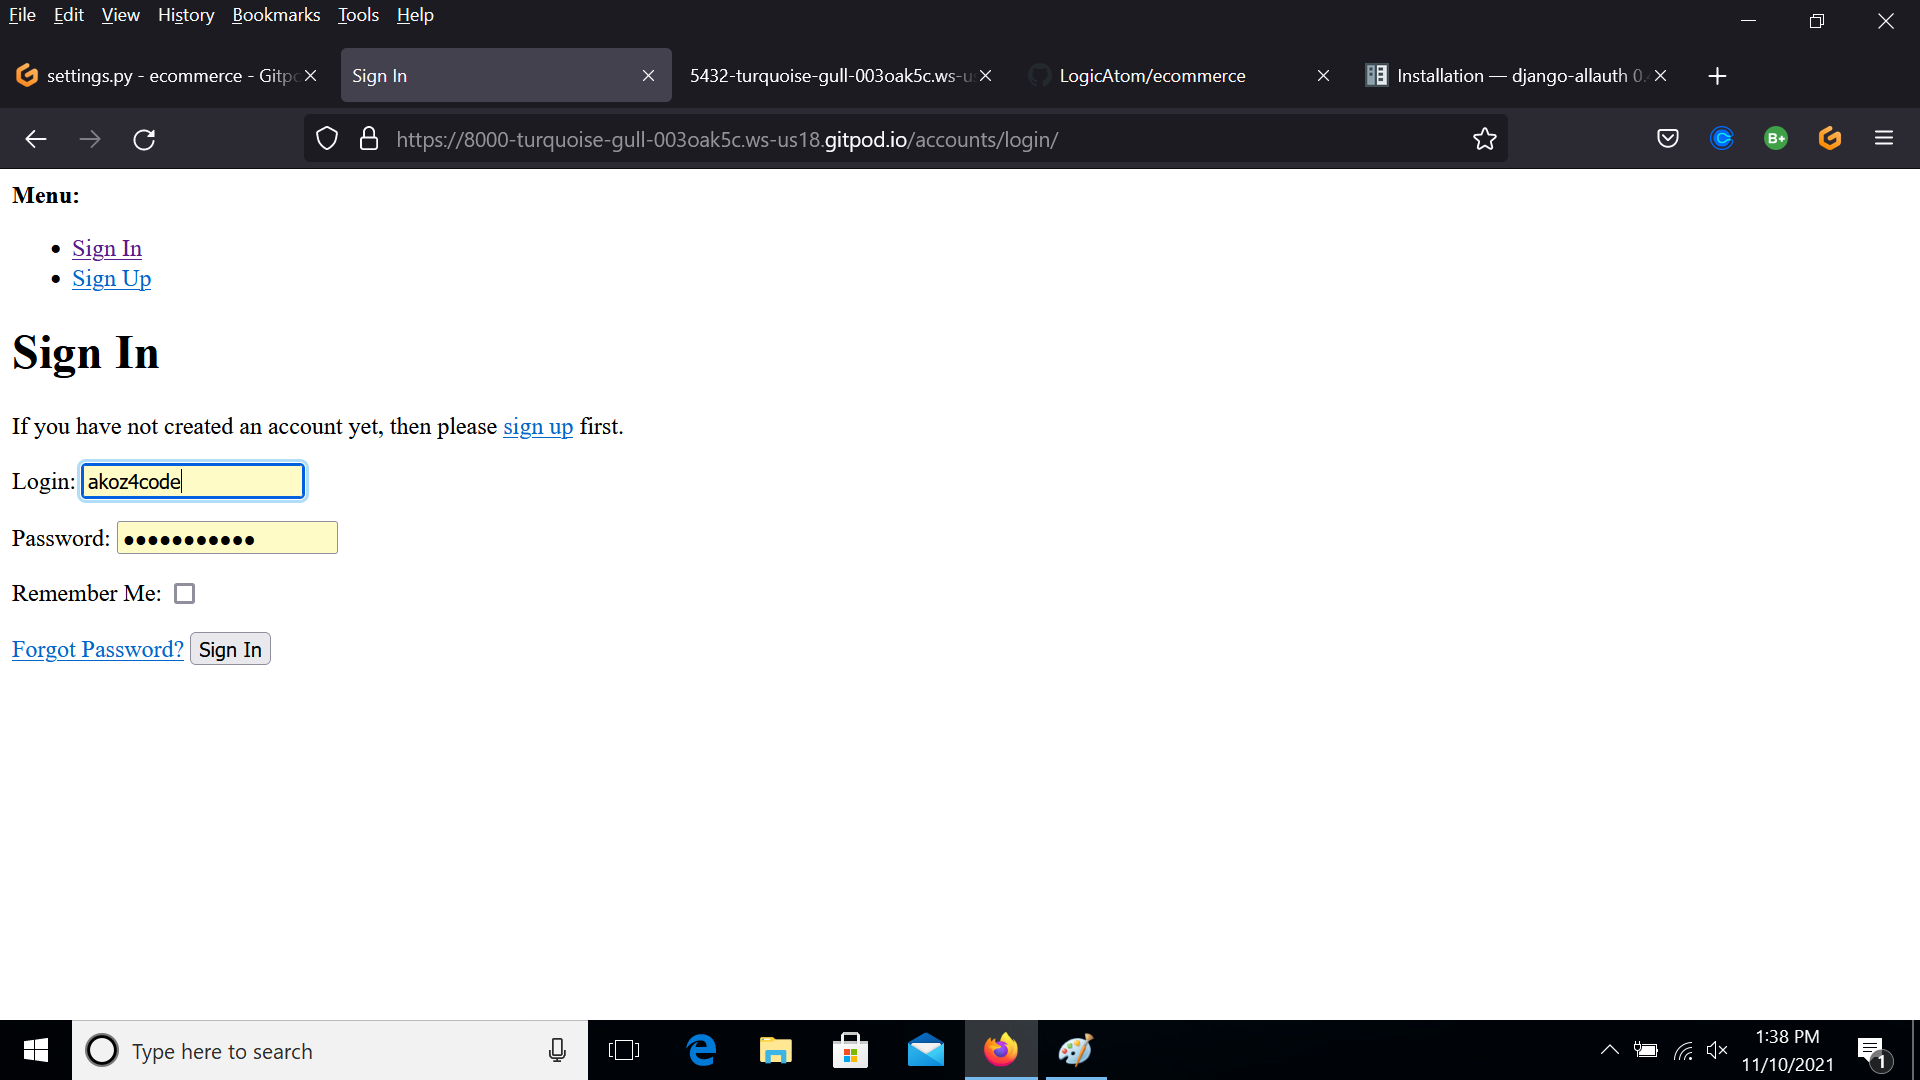 File Edit View History Bookmarks Tools Help
settings.py - ecommerce - Gitpo
Sign In
5432-turquoise-gull-003oak5c.ws-us
LogicAtom/ecommerce
Installation — django-allauth 0.4
https://8000-turquoise-gull-003oak5c.ws-us18.gitpod.io/accounts/login/
B+
Menu:
Sign In
Sign Up
Sign In
If you have not created an account yet, then please sign up first.
Login: akoz4code
Password: ●●●●●●●●●●●
Remember Me:
Forgot Password? Sign In
Type here to search
1:38 PM
11/10/2021
1